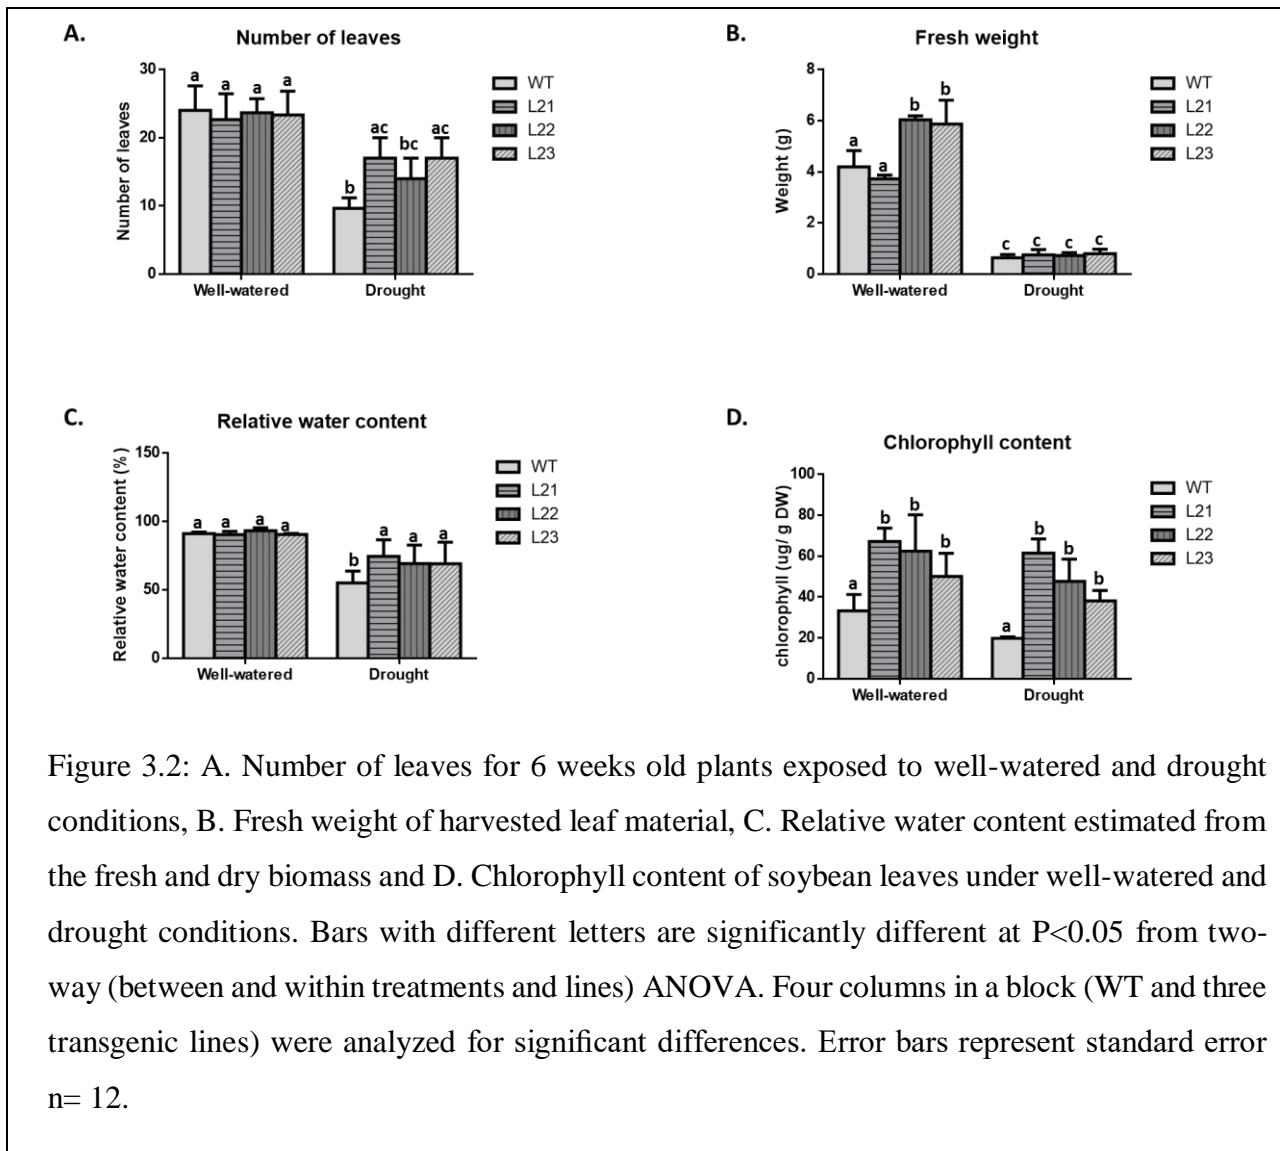 A.
Number of leaves
Number of leaves
30
20
10
0
a
a
a
a
b
ac
bc
ac
Well-watered
Drought
WT
L21
L22
L23
B.
Fresh weight
Weight (g)
8
6
4
2
0
a
a
b
b
c
c
c
c
Well-watered
Drought
WT
L21
L22
L23
C.
Relative water content
Relative water content (%)
150
100
50
0
a
a
a
a
b
a
a
a
Well-watered
Drought
WT
L21
L22
L23
D.
Chlorophyll content
chlorophyll (ug/ g DW)
100
80
60
40
20
0
a
b
b
b
a
b
b
b
Well-watered
Drought
WT
L21
L22
L23
Figure 3.2: A. Number of leaves for 6 weeks old plants exposed to well-watered and drought
conditions, B. Fresh weight of harvested leaf material, C. Relative water content estimated from
the fresh and dry biomass and D. Chlorophyll content of soybean leaves under well-watered and
drought conditions. Bars with different letters are significantly different at P<0.05 from two-
way (between and within treatments and lines) ANOVA. Four columns in a block (WT and three
transgenic lines) were analyzed for significant differences. Error bars represent standard error
n= 12.